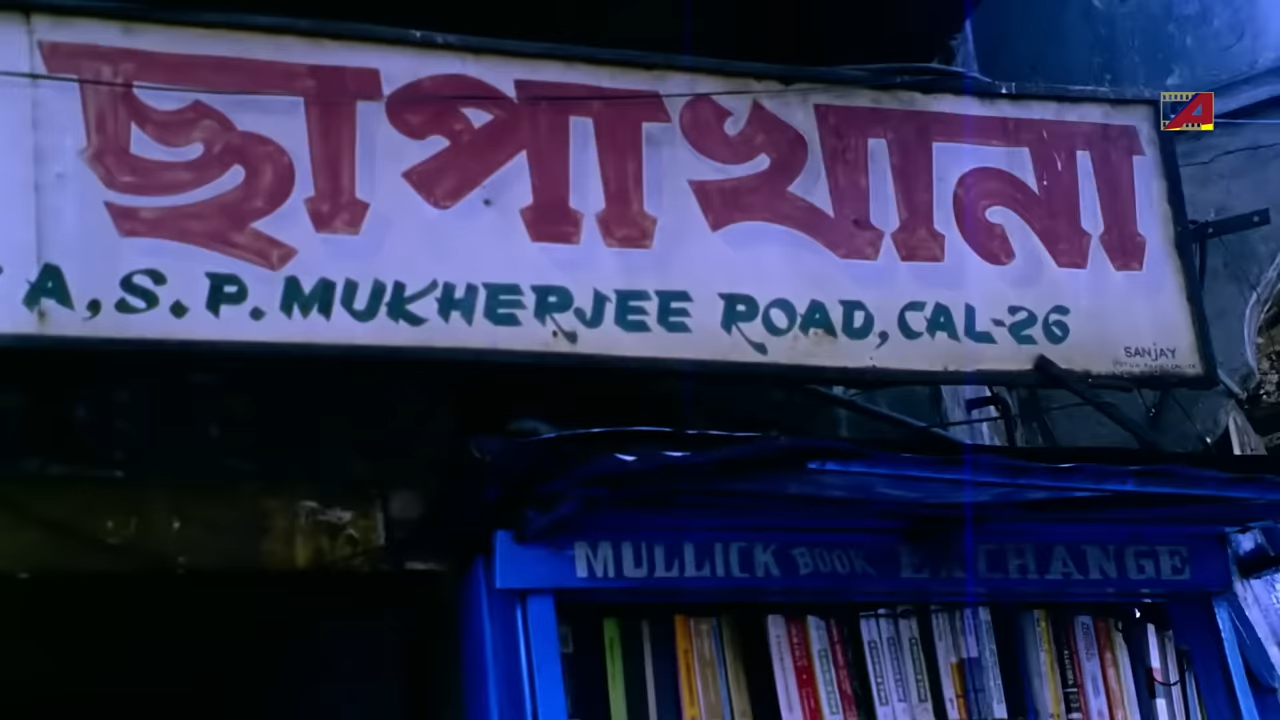 ছাপাখানা
A, S. P. MUKHERJEE ROAD, CAL-26
SANJAY
MULLICK BOOK EXCHANGE